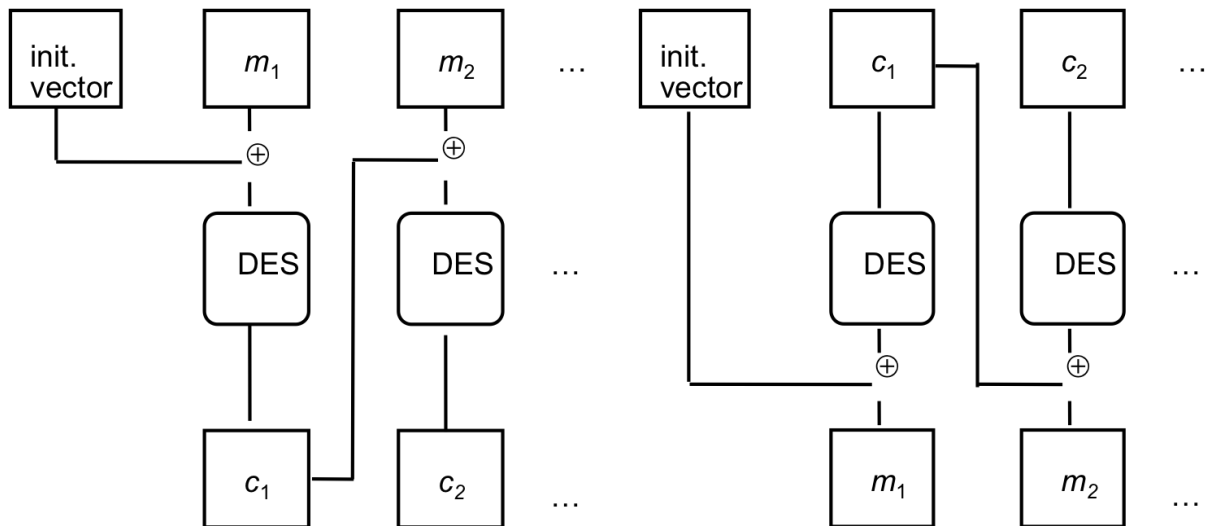 init. vector m₁ m₂ … init. vector c₁ c₂ …
⊕ ⊕
DES DES … DES DES …
⊕ ⊕
c₁ c₂ … m₁ m₂ …